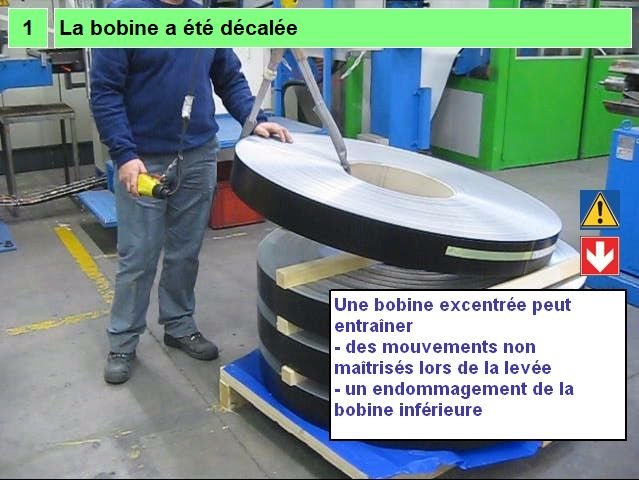 1 La bobine a été décalée
Une bobine excentrée peut
entraîner
- des mouvements non
maîtrisés lors de la levée
- un endommagement de la
bobine inférieure